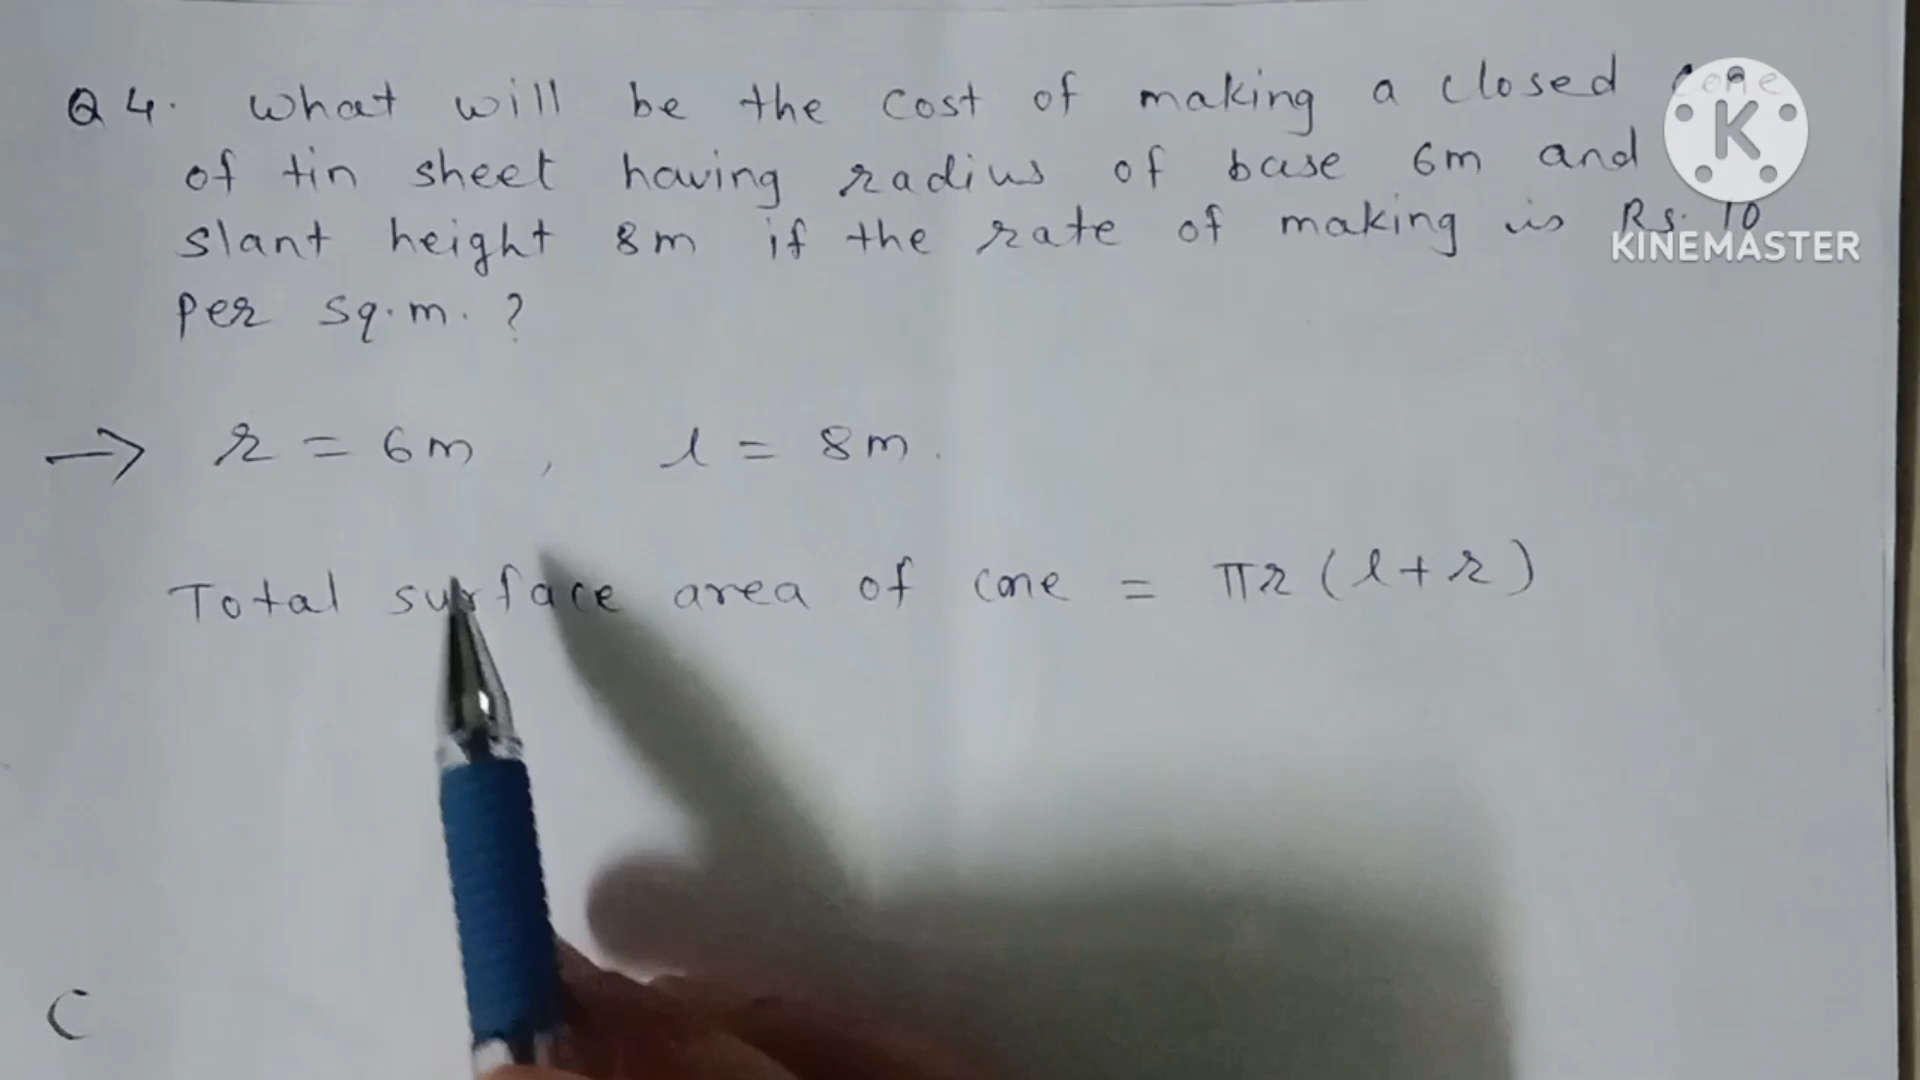 Q4. What will be the cost of making a closed cone
of tin sheet having radius of base 6m and
slant height 8m if the rate of making is Rs. 10
per sq.m. ?
→ r = 6m , l = 8m.
Total surface area of cone = πr(l+r)
C
K
KINEMASTER